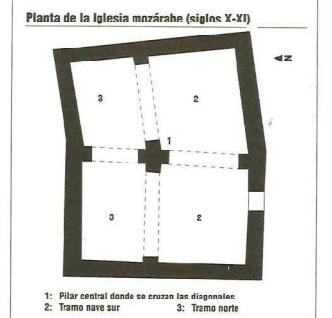 Planta de la Iglesia mozárabe (siglos X-XI)
N
3
2
1
3
2
1: Pilar central donde se cruzan las diagonales
2: Tramo nave sur 3: Tramo norte